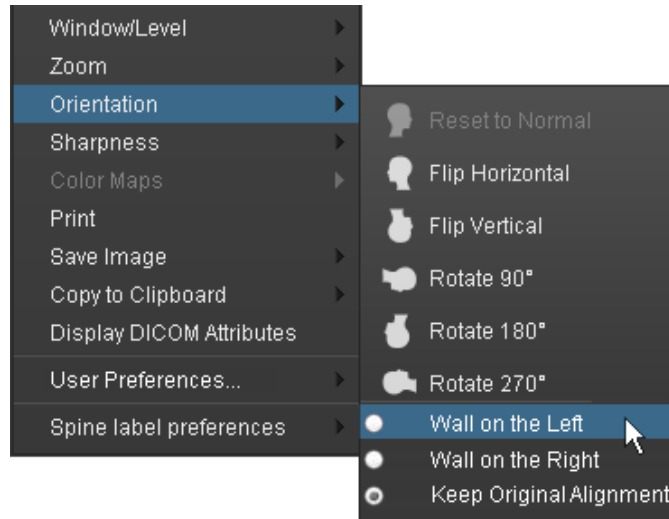 Window/Level
Zoom
Orientation
Sharpness
Color Maps
Print
Save Image
Copy to Clipboard
Display DICOM Attributes
User Preferences...
Spine label preferences
Reset to Normal
Flip Horizontal
Flip Vertical
Rotate 90°
Rotate 180°
Rotate 270°
Wall on the Left
Wall on the Right
Keep Original Alignment